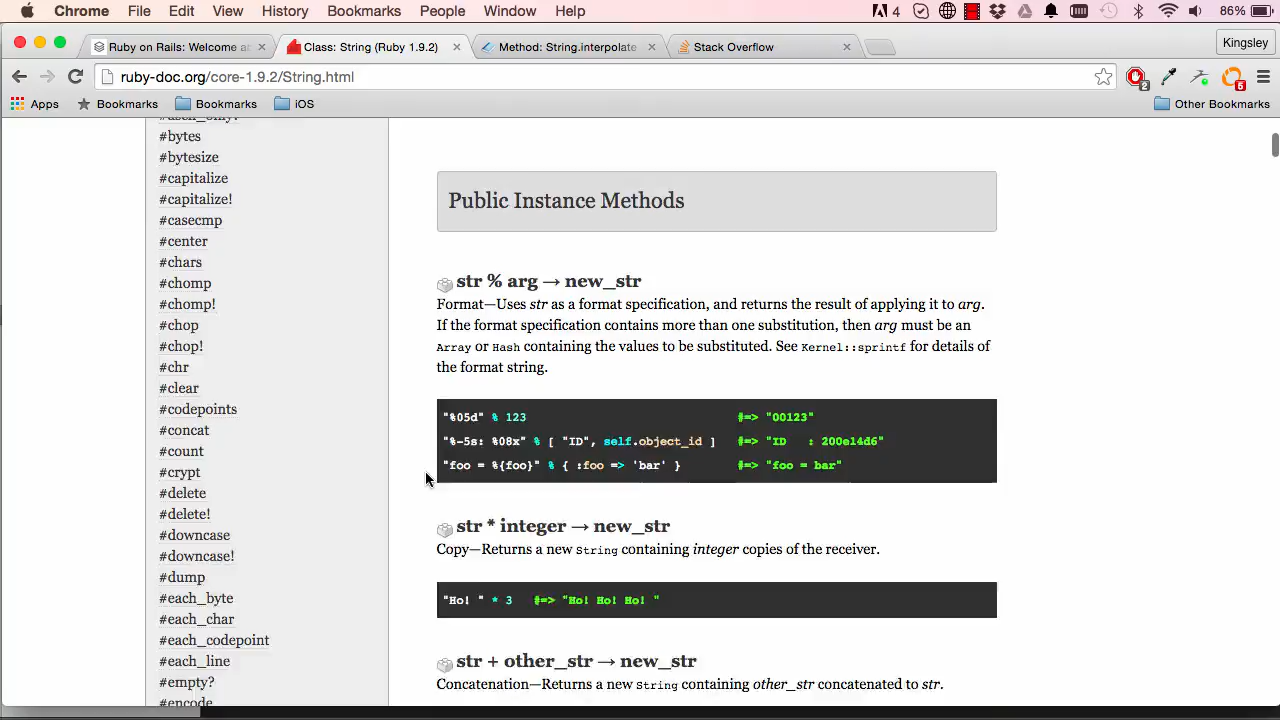 Chrome File Edit View History Bookmarks People Window Help 4 86%
Ruby on Rails: Welcome at Class: String (Ruby 1.9.2) Method: String.interpolate Stack Overflow Kingsley
ruby-doc.org/core-1.9.2/String.html 2 6
Apps Bookmarks Bookmarks iOS Other Bookmarks
#bytes
#bytesize
#capitalize
#capitalize!
#casecmp
#center
#chars
#chomp
#chomp!
#chop
#chop!
#chr
#clear
#codepoints
#concat
#count
#crypt
#delete
#delete!
#downcase
#downcase!
#dump
#each_byte
#each_char
#each_codepoint
#each_line
#empty?
#encode
Public Instance Methods
str % arg → new_str
Format—Uses str as a format specification, and returns the result of applying it to arg.
If the format specification contains more than one substitution, then arg must be an
Array or Hash containing the values to be substituted. See Kernel::sprintf for details of
the format string.
"%05d" % 123 #=> "00123"
"%-5s: %08x" % [ "ID", self.object_id ] #=> "ID   : 200e14d6"
"foo = %{foo}" % { :foo => 'bar' } #=> "foo = bar"
str * integer → new_str
Copy—Returns a new String containing integer copies of the receiver.
"Ho! " * 3 #=> "Ho! Ho! Ho! "
str + other_str → new_str
Concatenation—Returns a new String containing other_str concatenated to str.